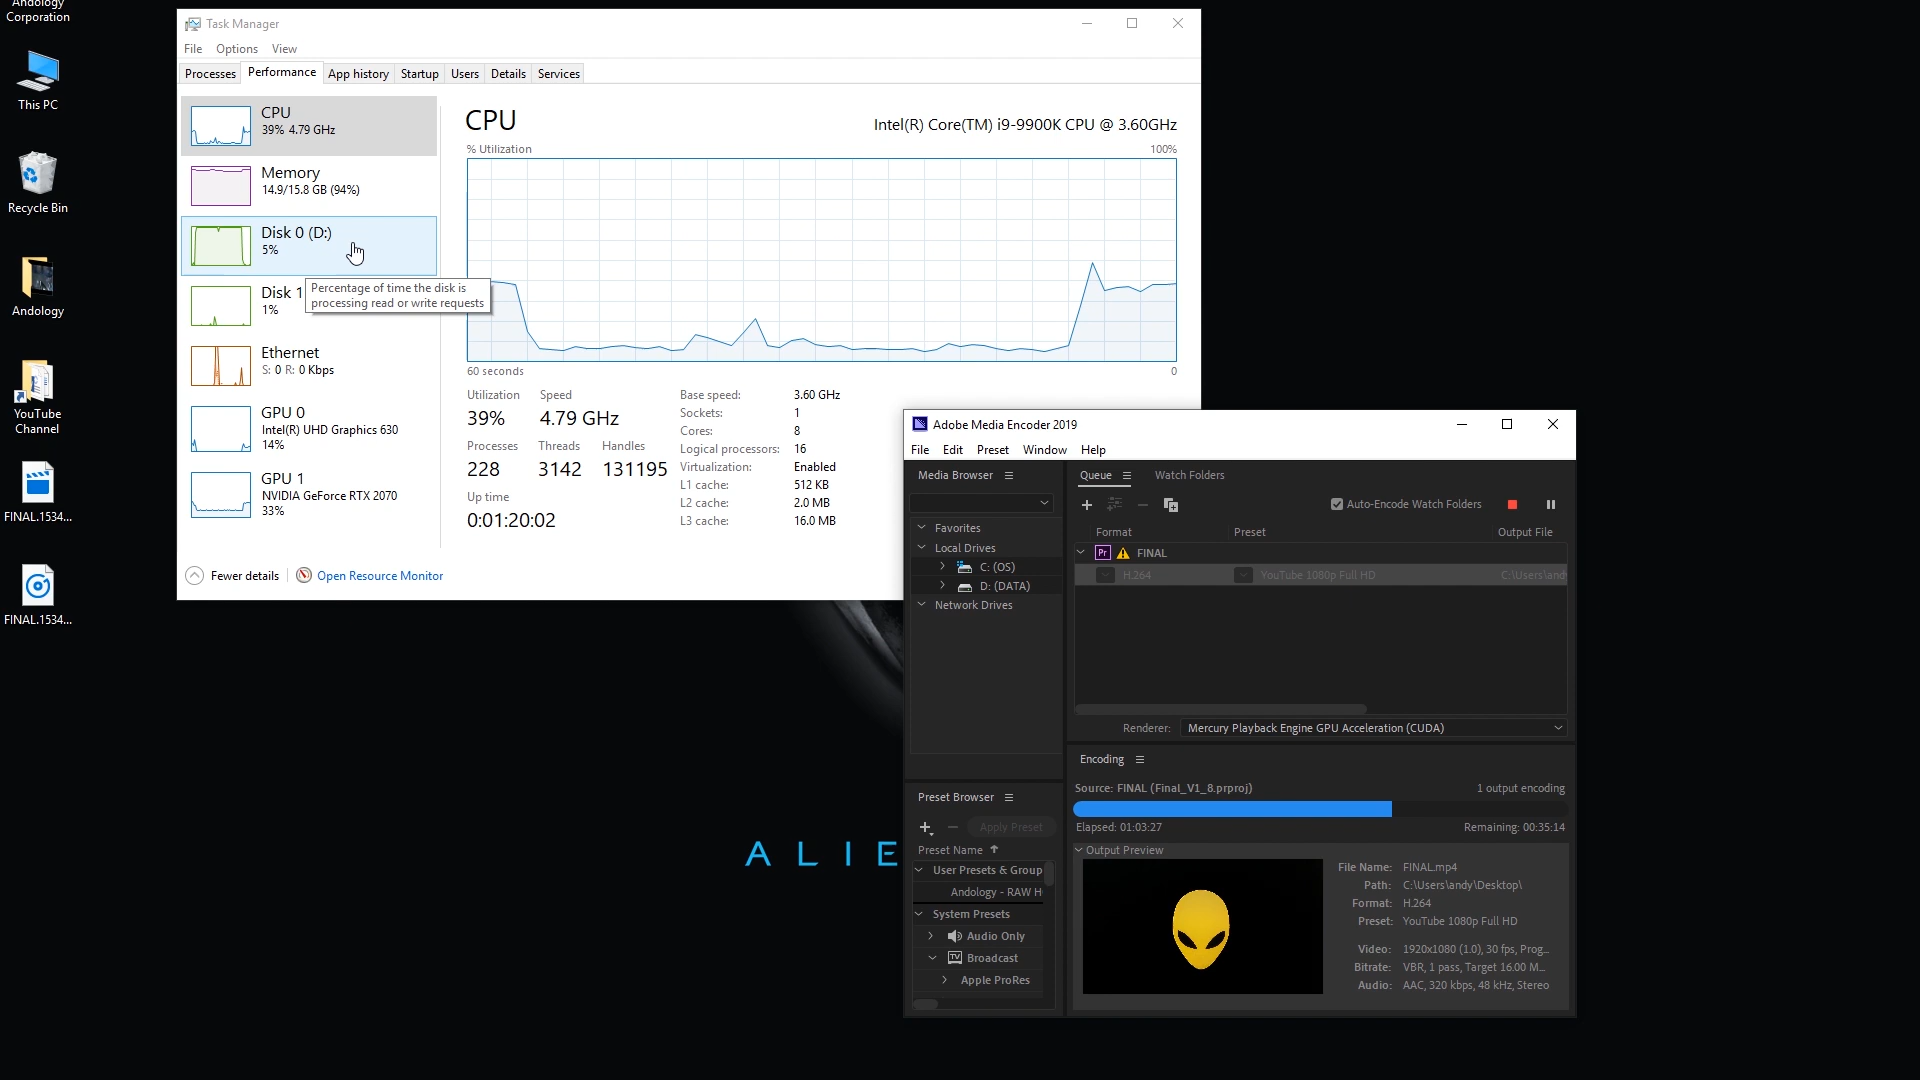 Andology
Corporation
This PC
Recycle Bin
Andology
YouTube
Channel
FINAL.1534...
FINAL.1534...
Task Manager
File Options View
Processes Performance App history Startup Users Details Services
CPU
39% 4.79 GHz
Memory
14.9/15.8 GB (94%)
Disk 0 (D:)
5%
Disk 1
1%
Percentage of time the disk is
processing read or write requests
Ethernet
S: 0 R: 0 Kbps
GPU 0
Intel(R) UHD Graphics 630
14%
GPU 1
NVIDIA GeForce RTX 2070
33%
Fewer details Open Resource Monitor
CPU
Intel(R) Core(TM) i9-9900K CPU @ 3.60GHz
% Utilization 100%
60 seconds 0
Utilization Speed
39% 4.79 GHz
Processes Threads Handles
228 3142 131195
Up time
0:01:20:02
Base speed: 3.60 GHz
Sockets: 1
Cores: 8
Logical processors: 16
Virtualization: Enabled
L1 cache: 512 KB
L2 cache: 2.0 MB
L3 cache: 16.0 MB
ALIE
Adobe Media Encoder 2019
File Edit Preset Window Help
Media Browser
Favorites
Local Drives
C: (OS)
D: (DATA)
Network Drives
Preset Browser
Apply Preset
Preset Name
User Presets & Group
Andology - RAW H
System Presets
Audio Only
Broadcast
Apple ProRes
Queue Watch Folders
Auto-Encode Watch Folders
Format Preset Output File
Pr FINAL
H.264 YouTube 1080p Full HD C:\Users\and
Renderer: Mercury Playback Engine GPU Acceleration (CUDA)
Encoding
Source: FINAL (Final_V1_8.prproj) 1 output encoding
Elapsed: 01:03:27 Remaining: 00:35:14
Output Preview
File Name: FINAL.mp4
Path: C:\Users\andy\Desktop\
Format: H.264
Preset: YouTube 1080p Full HD
Video: 1920x1080 (1.0), 30 fps, Prog...
Bitrate: VBR, 1 pass, Target 16.00 M...
Audio: AAC, 320 kbps, 48 kHz, Stereo